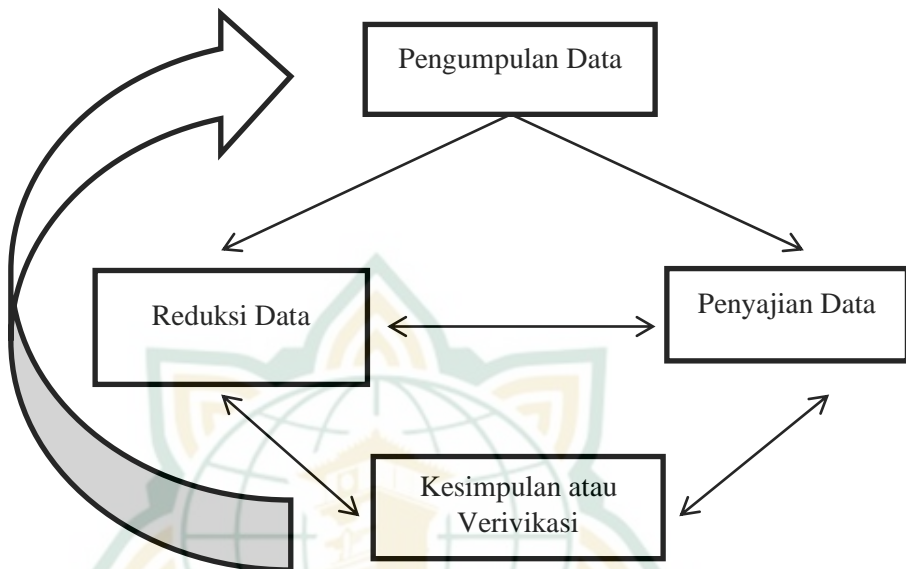 Pengumpulan Data
Reduksi Data
Penyajian Data
Kesimpulan atau
Verivikasi